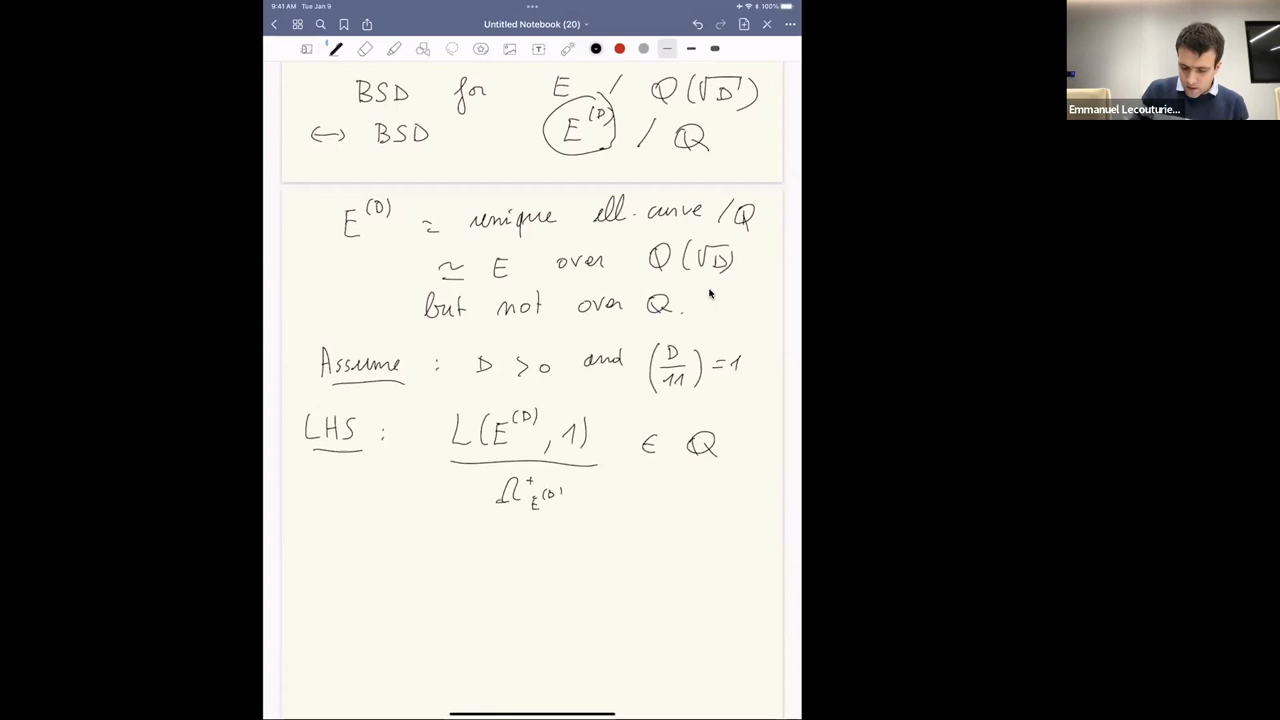 9:41 AM Tue Jan 9
100%
Untitled Notebook (20)
BSD for E / Q(√D)
↔ BSD E^(D) / Q
E^(D) = unique ell. curve /Q
≃ E over Q(√D)
but not over Q.
Assume : D > 0 and (D/11) = 1
LHS : L(E^(D), 1) / Ω^+_E^(D) ∈ Q
Emmanuel Lecouturie...